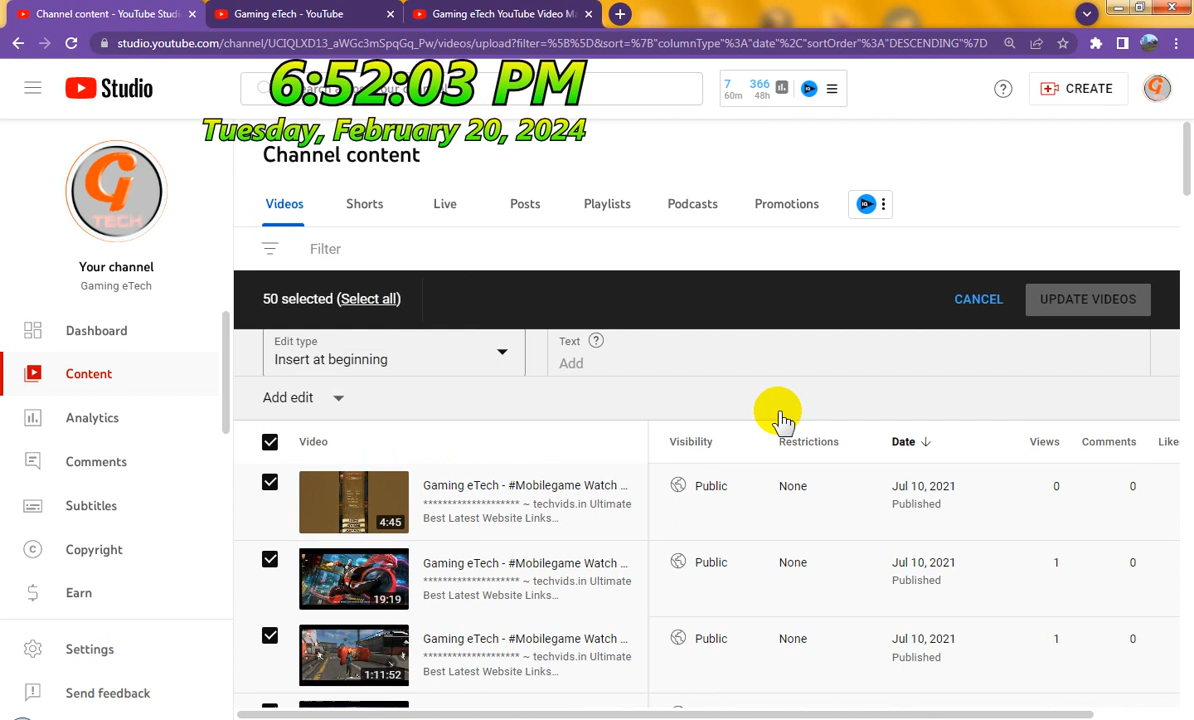 Channel content - YouTube Studi
Gaming eTech - YouTube
Gaming eTech YouTube Video Ma
studio.youtube.com/channel/UCIQLXD13_aWGc3mSpqGq_Pw/videos/upload?filter=%5B%5D&sort=%7B"columnType"%3A"date"%2C"sortOrder"%3A"DESCENDING"%7D
Studio
6:52:03 PM
Tuesday, February 20, 2024
7
60m
366
48h
IQ
CREATE
G
TECH
Your channel
Gaming eTech
Dashboard
Content
Analytics
Comments
Subtitles
Copyright
Earn
Settings
Send feedback
Channel content
Videos
Shorts
Live
Posts
Playlists
Podcasts
Promotions
IQ
Filter
50 selected (Select all)
CANCEL
UPDATE VIDEOS
Edit type
Insert at beginning
Text
Add
Add edit
Video
Visibility
Restrictions
Date
Views
Comments
Like
4:45
Gaming eTech - #Mobilegame Watch ...
******************** ~ techvids.in Ultimate
Best Latest Website Links...
Public
None
Jul 10, 2021
Published
0
0
19:19
Gaming eTech - #Mobilegame Watch ...
******************** ~ techvids.in Ultimate
Best Latest Website Links...
Public
None
Jul 10, 2021
Published
1
0
1:11:52
Gaming eTech - #Mobilegame Watch ...
******************** ~ techvids.in Ultimate
Best Latest Website Links...
Public
None
Jul 10, 2021
Published
1
0